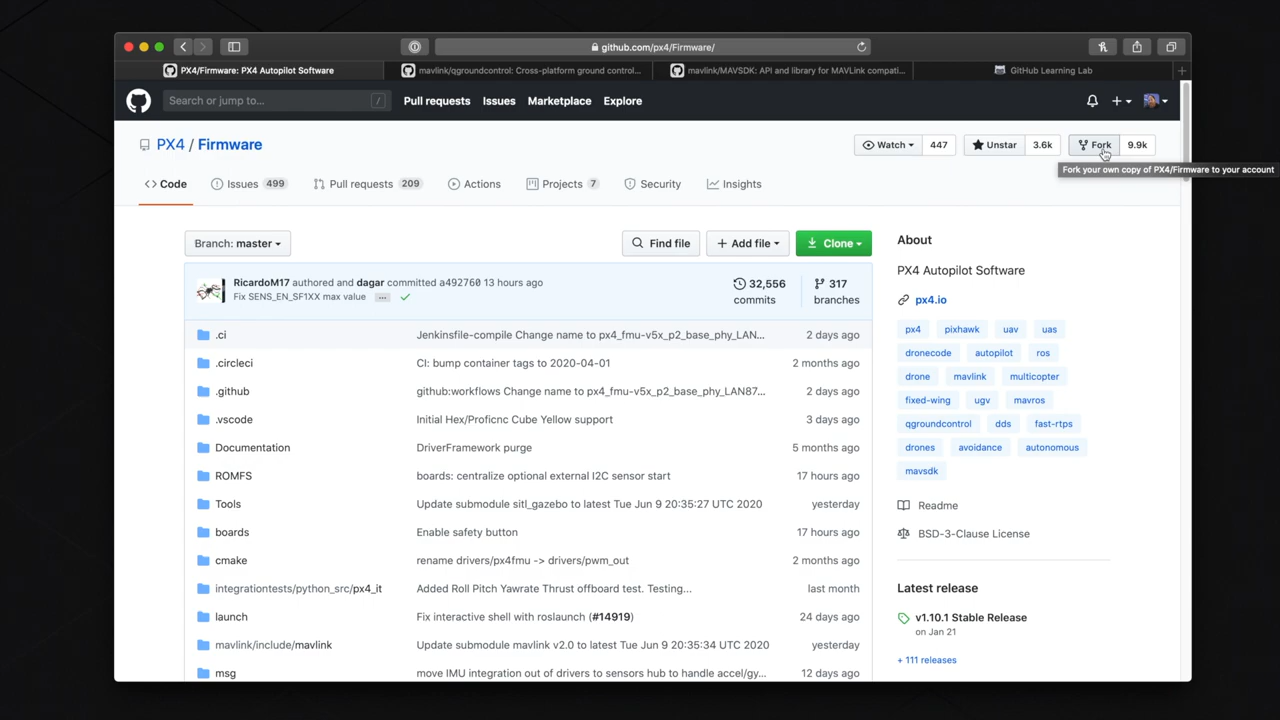 github.com/px4/Firmware/
PX4/Firmware: PX4 Autopilot Software
mavlink/qgroundcontrol: Cross-platform ground control...
mavlink/MAVSDK: API and library for MAVLink compati...
GitHub Learning Lab
Search or jump to...
/
Pull requests
Issues
Marketplace
Explore
PX4 / Firmware
Watch 447
Unstar 3.6k
Fork 9.9k
Fork your own copy of PX4/Firmware to your account
Code
Issues 499
Pull requests 209
Actions
Projects 7
Security
Insights
Branch: master
Find file
Add file
Clone
RicardoM17 authored and dagar committed a492760 13 hours ago
Fix SENS_EN_SF1XX max value ...
32,556 commits
317 branches
.ci Jenkinsfile-compile Change name to px4_fmu-v5x_p2_base_phy_LAN... 2 days ago
.circleci CI: bump container tags to 2020-04-01 2 months ago
.github github:workflows Change name to px4_fmu-v5x_p2_base_phy_LAN87... 2 days ago
.vscode Initial Hex/Proficnc Cube Yellow support 3 days ago
Documentation DriverFramework purge 5 months ago
ROMFS boards: centralize optional external I2C sensor start 17 hours ago
Tools Update submodule sitl_gazebo to latest Tue Jun 9 20:35:27 UTC 2020 yesterday
boards Enable safety button 17 hours ago
cmake rename drivers/px4fmu -> drivers/pwm_out 2 months ago
integrationtests/python_src/px4_it Added Roll Pitch Yawrate Thrust offboard test. Testing... last month
launch Fix interactive shell with roslaunch (#14919) 24 days ago
mavlink/include/mavlink Update submodule mavlink v2.0 to latest Tue Jun 9 20:35:34 UTC 2020 yesterday
msg move IMU integration out of drivers to sensors hub to handle accel/gy... 12 days ago
About
PX4 Autopilot Software
px4.io
px4 pixhawk uav uas
dronecode autopilot ros
drone mavlink multicopter
fixed-wing ugv mavros
qgroundcontrol dds fast-rtps
drones avoidance autonomous
mavsdk
Readme
BSD-3-Clause License
Latest release
v1.10.1 Stable Release
on Jan 21
+ 111 releases